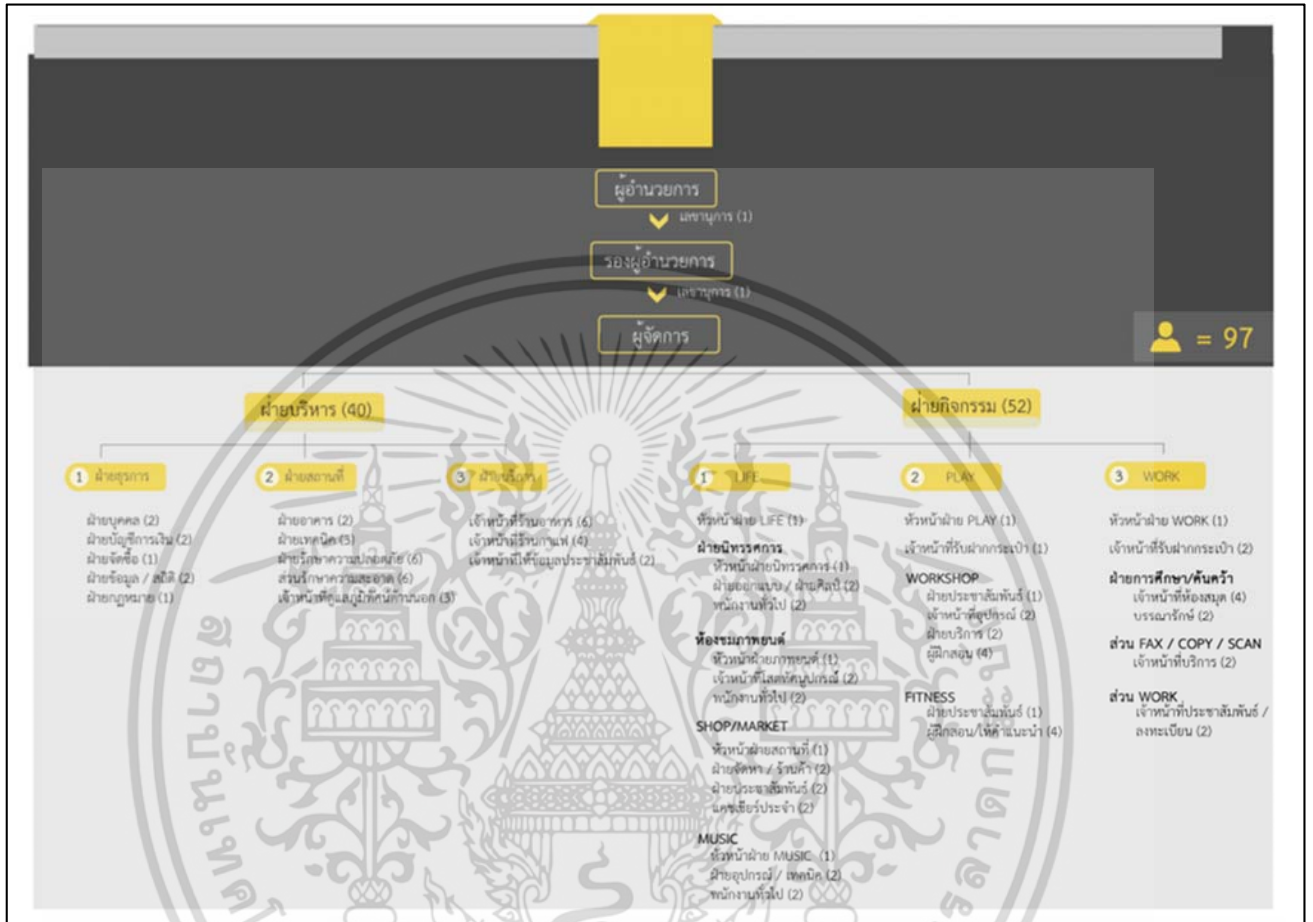 ผู้อำนวยการ
เลขานุการ (1)
รองผู้อำนวยการ
เลขานุการ (1)
ผู้จัดการ
= 97
ฝ่ายบริหาร (40)
ฝ่ายกิจกรรม (52)
1 ฝ่ายธุรการ
ฝ่ายบุคคล (2)
ฝ่ายบัญชีการเงิน (2)
ฝ่ายจัดซื้อ (1)
ฝ่ายข้อมูล / สถิติ (2)
ฝ่ายกฎหมาย (1)
2 ฝ่ายสถานที่
ฝ่ายอาคาร (2)
ฝ่ายเทคนิค (3)
ฝ่ายรักษาความปลอดภัย (6)
ส่วนรักษาความสะอาด (6)
เจ้าหน้าที่ดูแลภูมิทัศน์ด้านนอก (3)
3 ฝ่ายบริการ
เจ้าหน้าที่ร้านอาหาร (6)
เจ้าหน้าที่ร้านกาแฟ (4)
เจ้าหน้าที่ให้ข้อมูลประชาสัมพันธ์ (2)
1 LIFE
หัวหน้าฝ่าย LIFE (1)
ฝ่ายนิทรรศการ
หัวหน้าฝ่ายนิทรรศการ (1)
ฝ่ายออกแบบ / ฝ่ายศิลป์ (2)
พนักงานทั่วไป (2)
ห้องชมภาพยนต์
หัวหน้าฝ่ายภาพยนต์ (1)
เจ้าหน้าที่โสตทัศนูปกรณ์ (2)
พนักงานทั่วไป (2)
SHOP/MARKET
หัวหน้าฝ่ายสถานที่ (1)
ฝ่ายจัดหา / ร้านค้า (2)
ฝ่ายประชาสัมพันธ์ (2)
แคชเชียร์ประจำ (2)
MUSIC
หัวหน้าฝ่าย MUSIC (1)
ฝ่ายอุปกรณ์ / เทคนิค (2)
พนักงานทั่วไป (2)
2 PLAY
หัวหน้าฝ่าย PLAY (1)
เจ้าหน้าที่รับฝากกระเป๋า (1)
WORKSHOP
ฝ่ายประชาสัมพันธ์ (1)
เจ้าหน้าที่อุปกรณ์ (2)
ฝ่ายบริการ (2)
ผู้ฝึกสอน (4)
FITNESS
ฝ่ายประชาสัมพันธ์ (1)
ผู้ฝึกสอน/ให้คำแนะนำ (4)
3 WORK
หัวหน้าฝ่าย WORK (1)
เจ้าหน้าที่รับฝากกระเป๋า (2)
ฝ่ายการศึกษา/ค้นคว้า
เจ้าหน้าที่ห้องสมุด (4)
บรรณารักษ์ (2)
ส่วน FAX / COPY / SCAN
เจ้าหน้าที่บริการ (2)
ส่วน WORK
เจ้าหน้าที่ประชาสัมพันธ์ /
ลงทะเบียน (2)